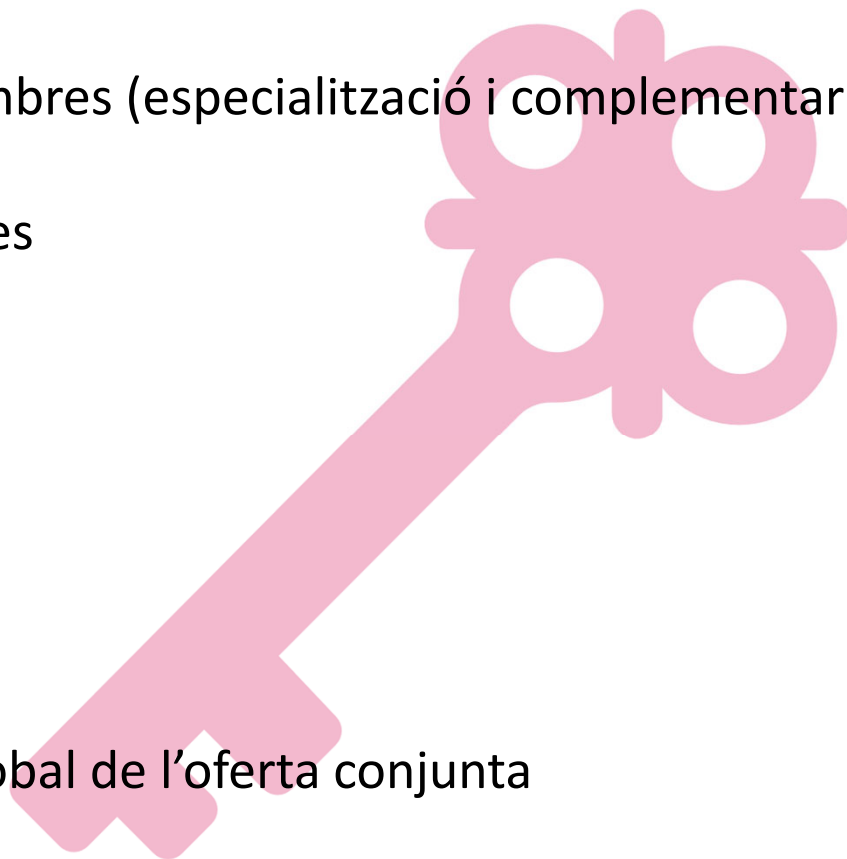 mbres (especialització i complementar
es
obal de l’oferta conjunta